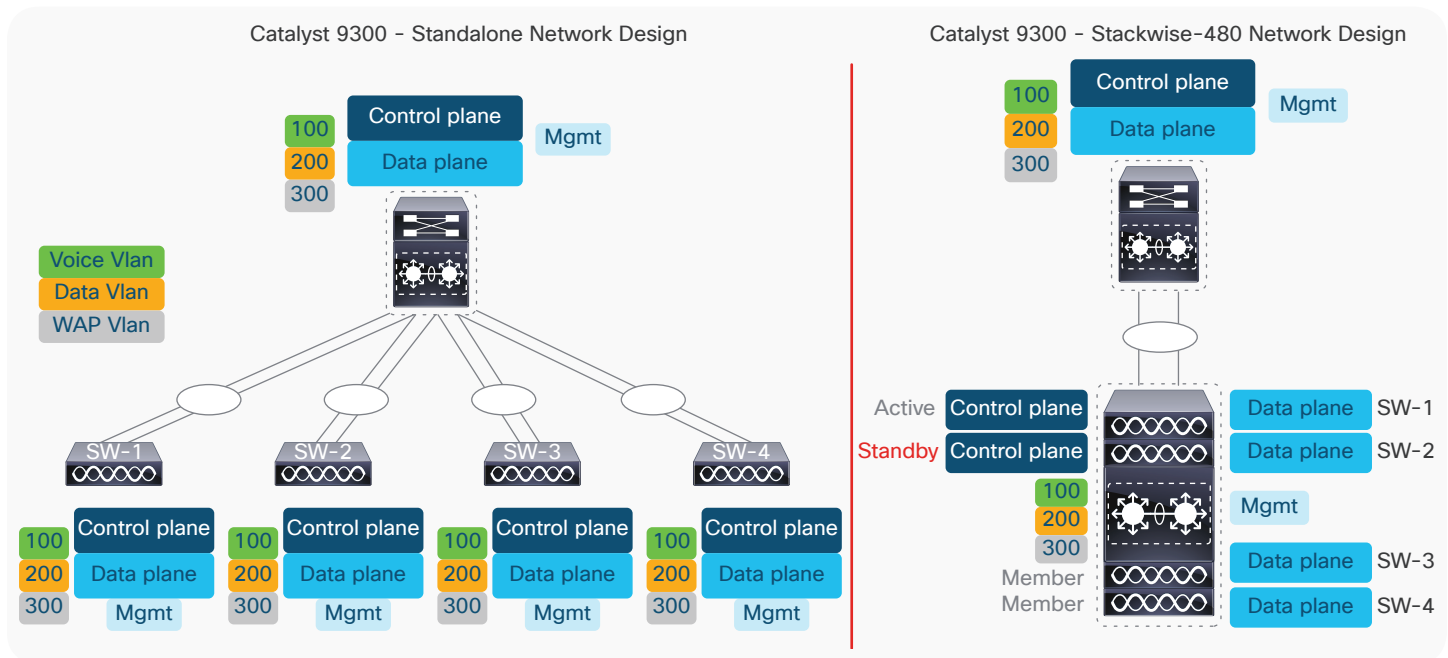 Catalyst 9300 - Standalone Network Design
100
200
300
Control plane
Data plane
Mgmt
Voice Vlan
Data Vlan
WAP Vlan
SW-1
SW-2
SW-3
SW-4
100
200
300
Control plane
Data plane
Mgmt
100
200
300
Control plane
Data plane
Mgmt
100
200
300
Control plane
Data plane
Mgmt
100
200
300
Control plane
Data plane
Mgmt
Catalyst 9300 - Stackwise-480 Network Design
100
200
300
Control plane
Data plane
Mgmt
Active Control plane Data plane SW-1
Standby Control plane Data plane SW-2
100
200
300
Mgmt
Member Data plane SW-3
Member Data plane SW-4